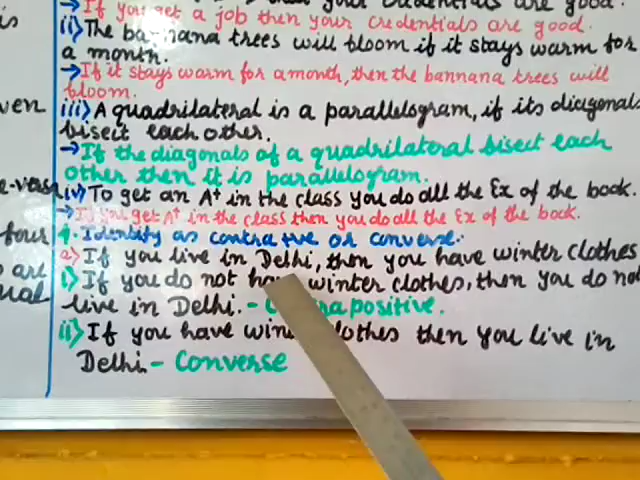 is
If you get a job then your credentials are good.
ii) The bannana trees will bloom if it stays warm for
a month.
→ If it stays warm for a month, then the bannana trees will
bloom.
ven iii) A quadrilateral is a parallelogram, if its diagonals
bisect each other.
→ If the diagonals of a quadrilateral bisect each
other then it is parallelogram.
e-versa iv) To get an A+ in the class you do all the Ex of the book.
→ If you get A+ in the class then you do all the Ex of the book.
four 4. Identify as contra tve or converse:
a) If you live in Delhi, then you have winter clothes
s are i) If you do not have winter clothes, then you do not
ual live in Delhi. - Contrapositive.
ii) If you have win clothes then you live in
Delhi - Converse